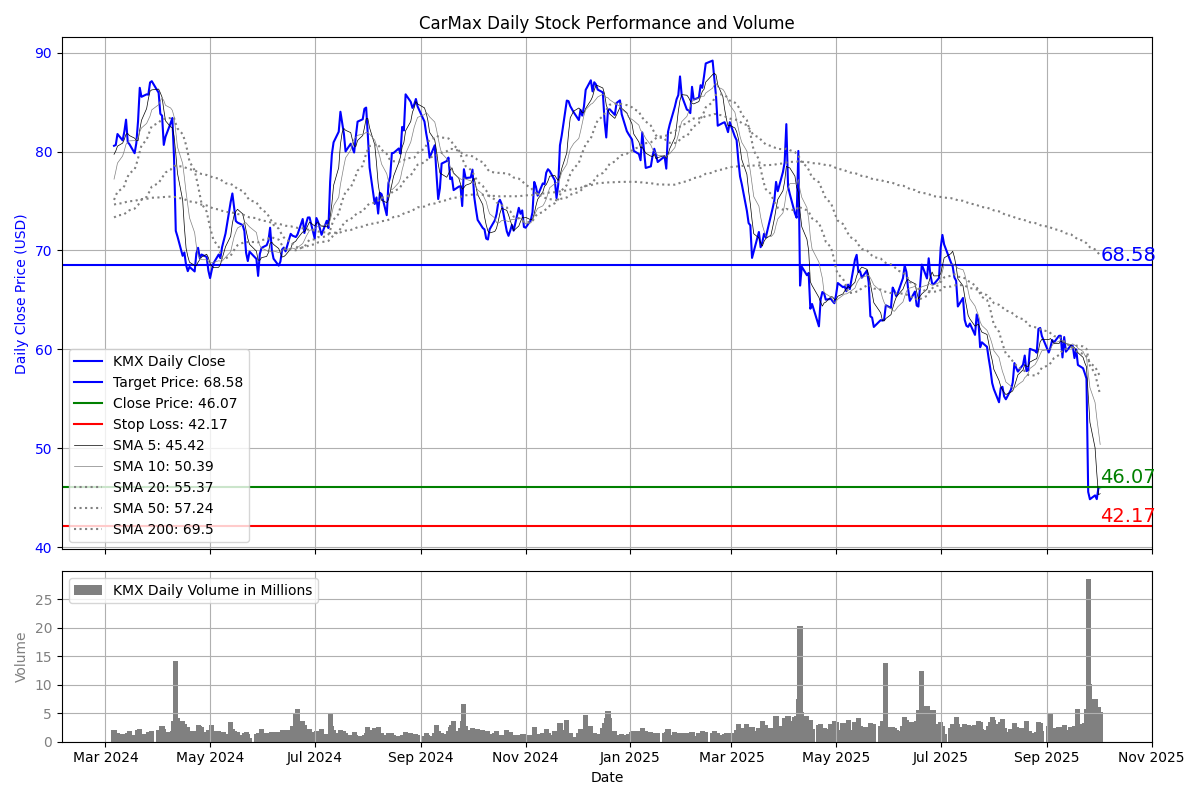 CarMax Daily Stock Performance and Volume
Daily Close Price (USD)
90
80
70
60
50
40
68.58
46.07
42.17
KMX Daily Close
Target Price: 68.58
Close Price: 46.07
Stop Loss: 42.17
SMA 5: 45.42
SMA 10: 50.39
SMA 20: 55.37
SMA 50: 57.24
SMA 200: 69.5
Volume
25
20
15
10
5
0
KMX Daily Volume in Millions
Mar 2024 May 2024 Jul 2024 Sep 2024 Nov 2024 Jan 2025 Mar 2025 May 2025 Jul 2025 Sep 2025 Nov 2025
Date